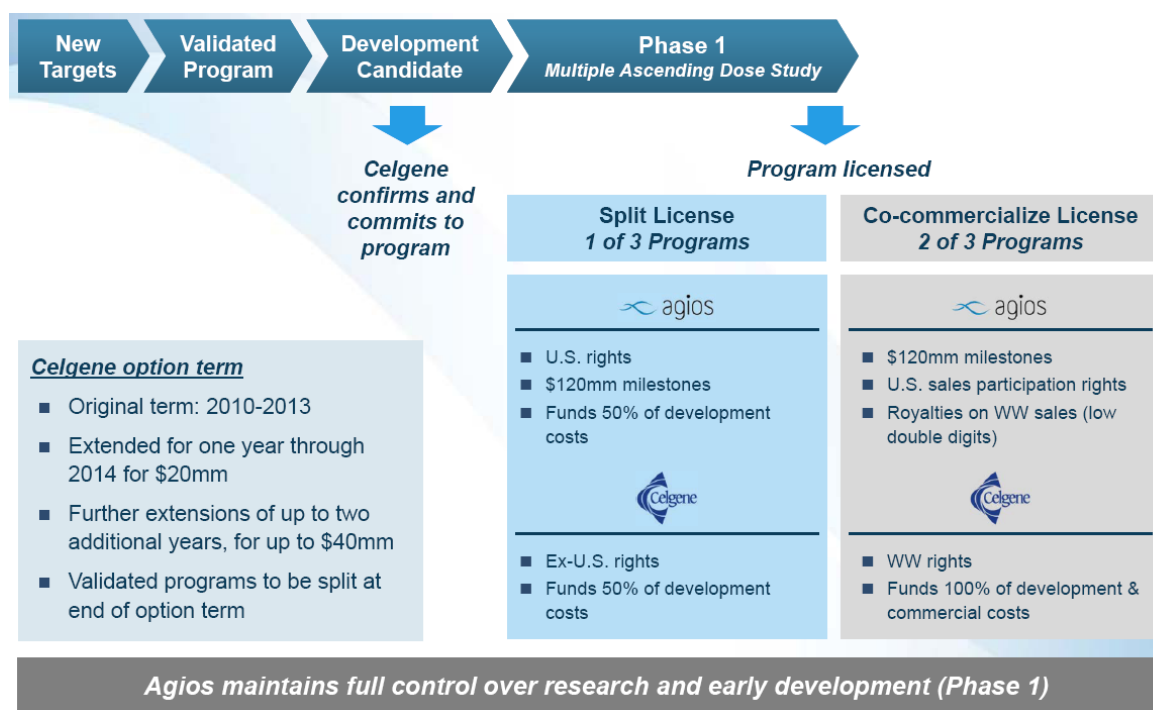 New
Targets
Validated
Program
Development
Candidate
Phase 1
Multiple Ascending Dose Study
Celgene
confirms and
commits to
program
Program licensed
Split License
1 of 3 Programs
agios
U.S. rights
$120mm milestones
Funds 50% of development
costs
Celgene
Ex-U.S. rights
Funds 50% of development
costs
Co-commercialize License
2 of 3 Programs
agios
$120mm milestones
U.S. sales participation rights
Royalties on WW sales (low
double digits)
Celgene
WW rights
Funds 100% of development &
commercial costs
Celgene option term
Original term: 2010-2013
Extended for one year through
2014 for $20mm
Further extensions of up to two
additional years, for up to $40mm
Validated programs to be split at
end of option term
Agios maintains full control over research and early development (Phase 1)